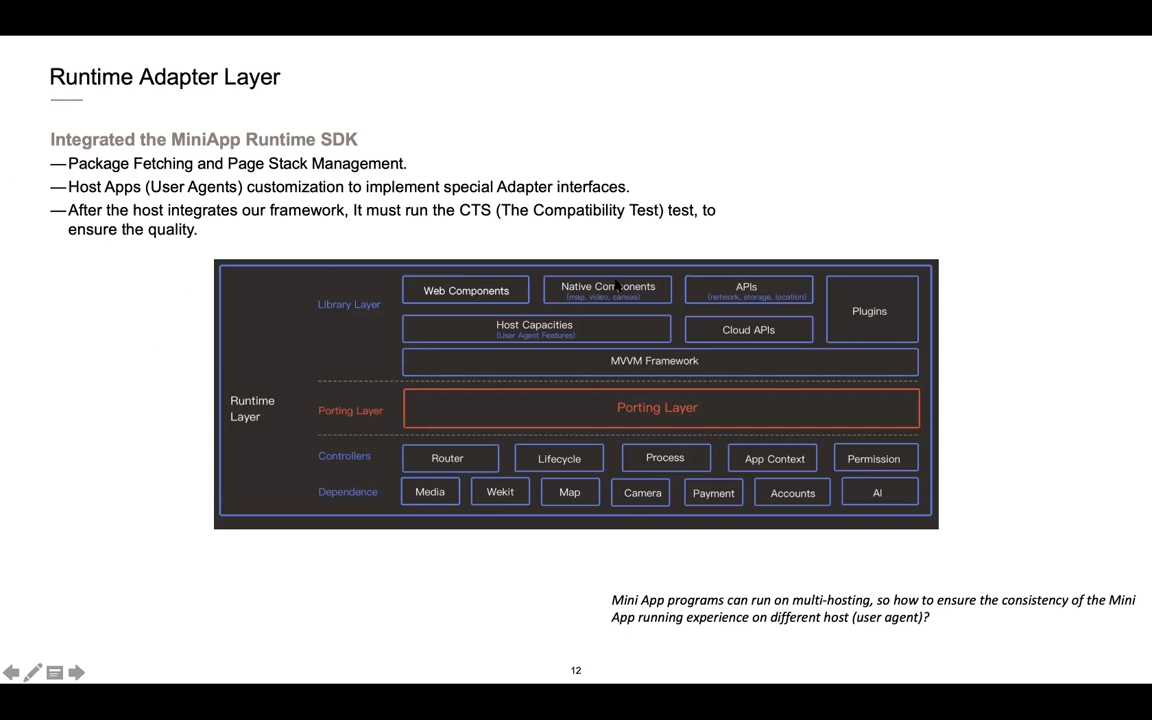 Runtime Adapter Layer
Integrated the MiniApp Runtime SDK
—Package Fetching and Page Stack Management.
—Host Apps (User Agents) customization to implement special Adapter interfaces.
—After the host integrates our framework, It must run the CTS (The Compatibility Test) test, to
ensure the quality.
Runtime
Layer
Library Layer
Web Components
Native Components
(map, video, canvas)
APIs
(network, storage, location)
Plugins
Host Capacities
(User Agent Features)
Cloud APIs
MVVM Framework
Porting Layer
Porting Layer
Controllers
Router
Lifecycle
Process
App Context
Permission
Dependence
Media
Wekit
Map
Camera
Payment
Accounts
AI
Mini App programs can run on multi-hosting, so how to ensure the consistency of the Mini
App running experience on different host (user agent)?
12